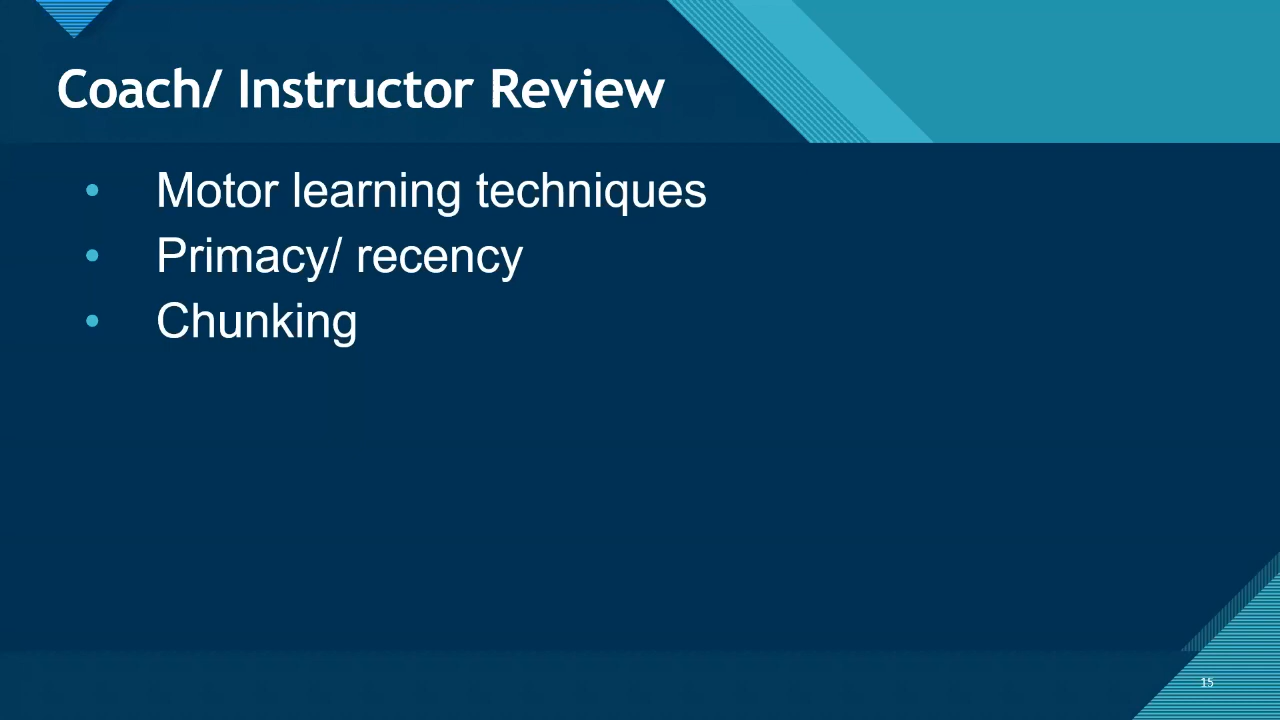 Coach/ Instructor Review
• Motor learning techniques
• Primacy/ recency
• Chunking
15